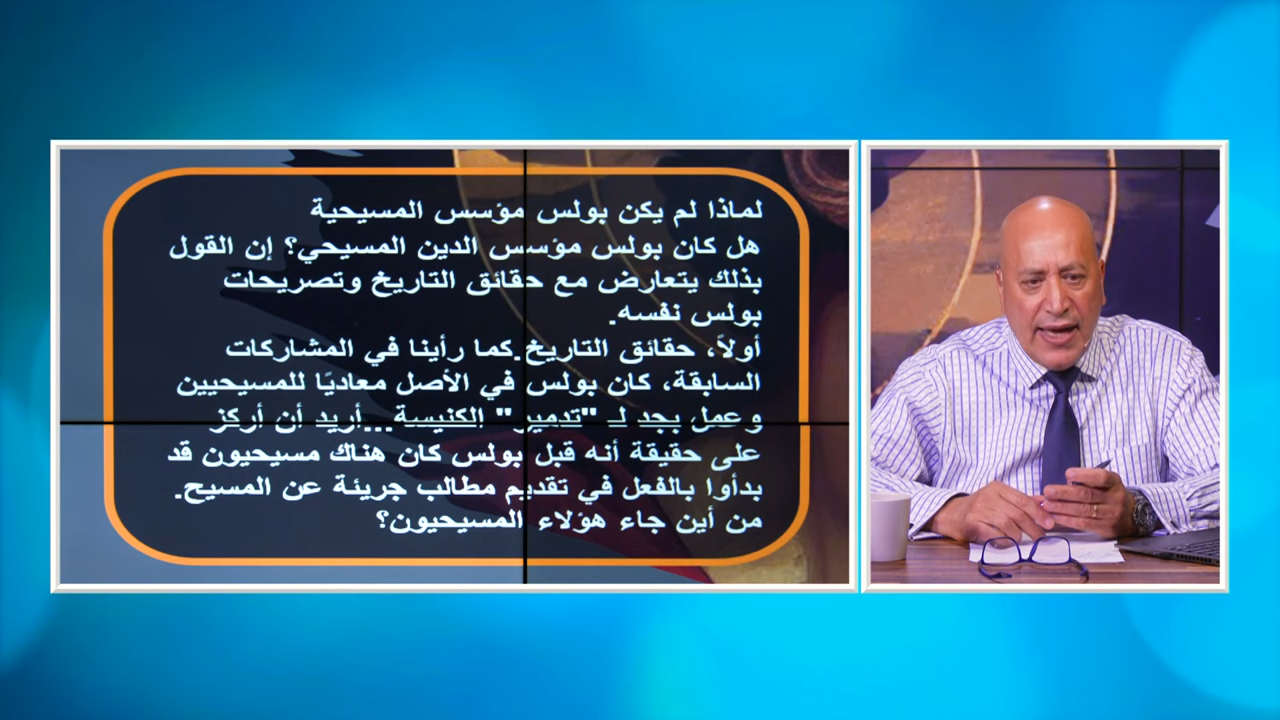 لماذا لم يكن بولس مؤسس المسيحية
هل كان بولس مؤسس الدين المسيحي؟ إن القول
بذلك يتعارض مع حقائق التاريخ وتصريحات
بولس نفسه.
أولاً، حقائق التاريخ.كما رأينا في المشاركات
السابقة، كان بولس في الأصل معاديًا للمسيحيين
وعمل بجد لـ "تدمير" الكنيسة...أريد أن أركز
على حقيقة أنه قبل بولس كان هناك مسيحيون قد
بدأوا بالفعل في تقديم مطالب جريئة عن المسيح.
من أين جاء هؤلاء المسيحيون؟